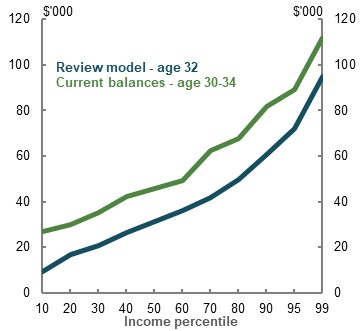 $'000 $'000
120 120
Review model - age 32
Current balances - age 30-34
100 100
80 80
60 60
40 40
20 20
0 0
10 20 30 40 50 60 70 80 90 95 99
Income percentile